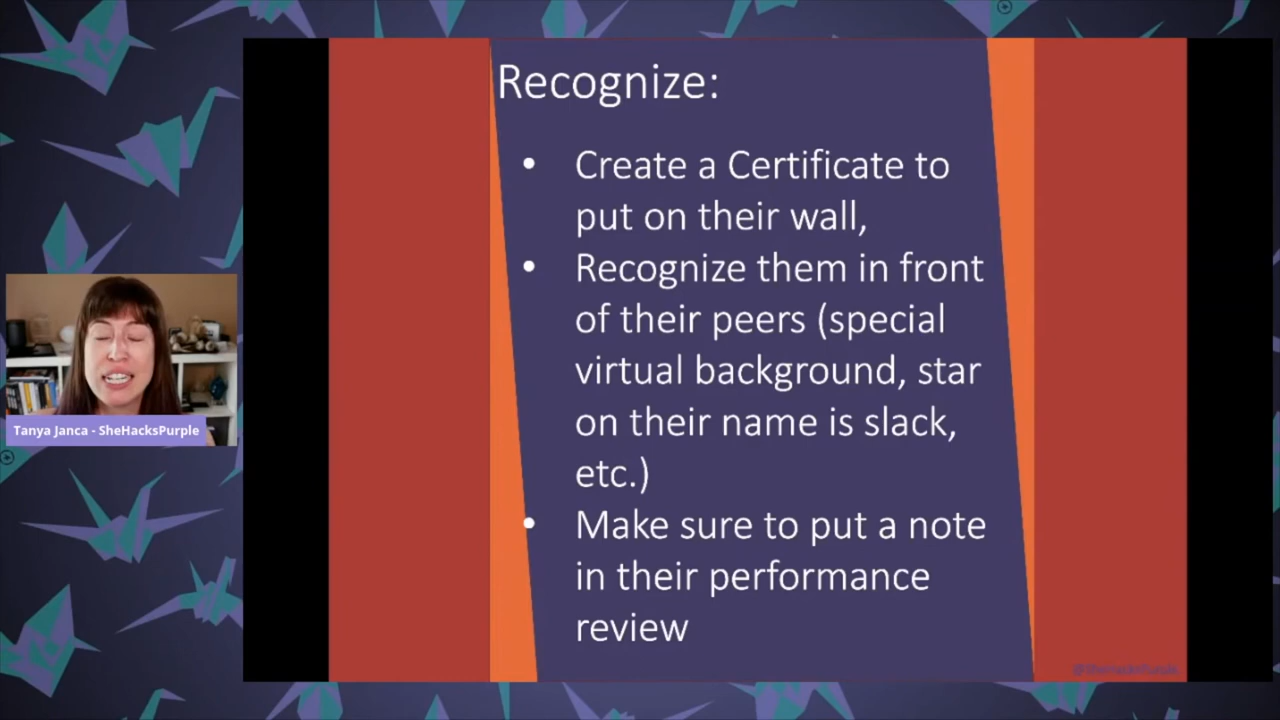 Recognize:
• Create a Certificate to
put on their wall,
• Recognize them in front
of their peers (special
virtual background, star
on their name is slack,
etc.)
• Make sure to put a note
in their performance
review
Tanya Janca - SheHacksPurple
@SheHacksPurple